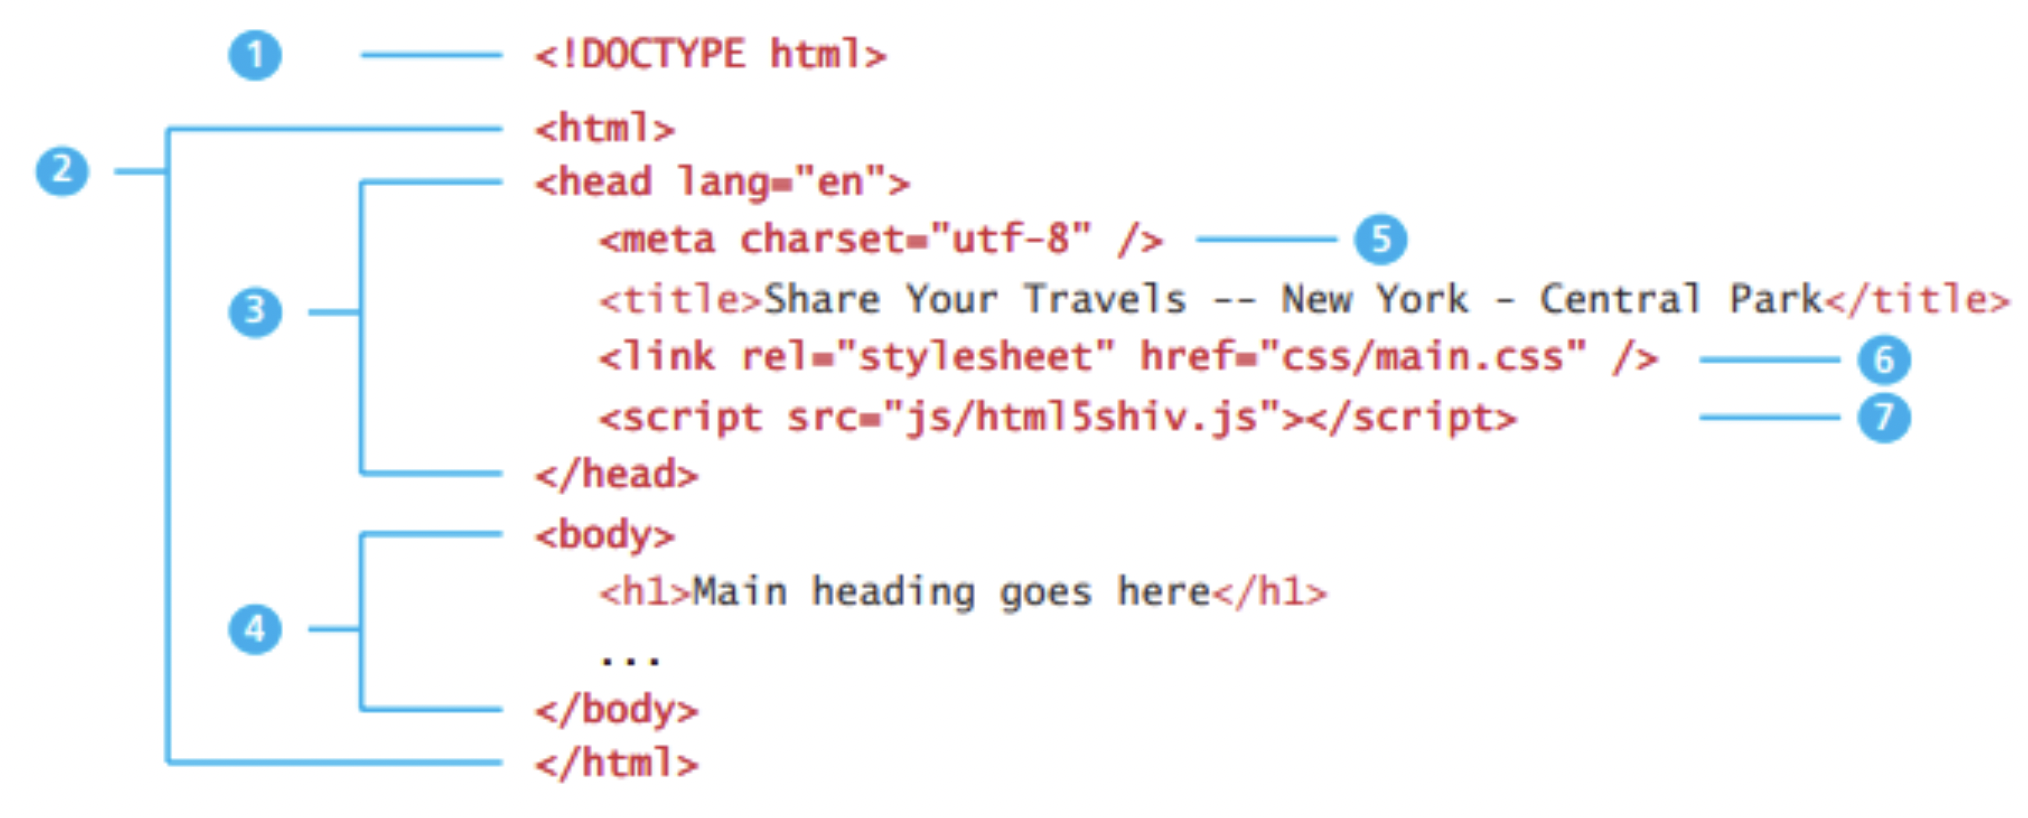 1 <!DOCTYPE html>
<html>
2 <head lang="en">
<meta charset="utf-8" /> 5
3 <title>Share Your Travels -- New York - Central Park</title>
<link rel="stylesheet" href="css/main.css" /> 6
<script src="js/html5shiv.js"></script> 7
</head>
<body>
<h1>Main heading goes here</h1>
4 ...
</body>
</html>